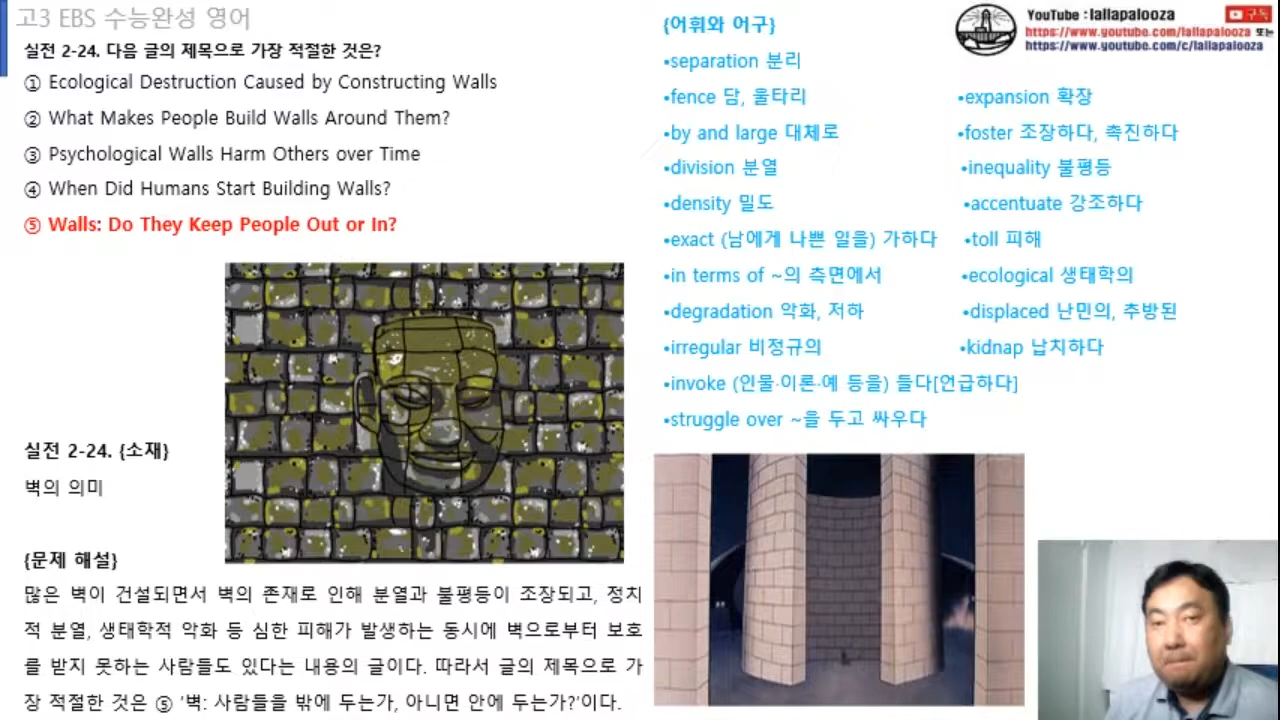 고3 EBS 수능완성 영어
실전 2-24. 다음 글의 제목으로 가장 적절한 것은?
① Ecological Destruction Caused by Constructing Walls
② What Makes People Build Walls Around Them?
③ Psychological Walls Harm Others over Time
④ When Did Humans Start Building Walls?
⑤ Walls: Do They Keep People Out or In?
실전 2-24. {소재}
벽의 의미
{문제 해설}
많은 벽이 건설되면서 벽의 존재로 인해 분열과 불평등이 조장되고, 정치
적 분열, 생태학적 악화 등 심한 피해가 발생하는 동시에 벽으로부터 보호
를 받지 못하는 사람들도 있다는 내용의 글이다. 따라서 글의 제목으로 가
장 적절한 것은 ⑤ '벽: 사람들을 밖에 두는가, 아니면 안에 두는가?'이다.
{어휘와 어구}
•separation 분리
•fence 담, 울타리
•by and large 대체로
•division 분열
•density 밀도
•exact (남에게 나쁜 일을) 가하다
•in terms of ~의 측면에서
•degradation 악화, 저하
•irregular 비정규의
•invoke (인물·이론·예 등을) 들다[언급하다]
•struggle over ~을 두고 싸우다
•expansion 확장
•foster 조장하다, 촉진하다
•inequality 불평등
•accentuate 강조하다
•toll 피해
•ecological 생태학의
•displaced 난민의, 추방된
•kidnap 납치하다
YouTube : lallapalooza
구독
https://www.youtube.com/lallapalooza 또는
https://www.youtube.com/c/lallapalooza